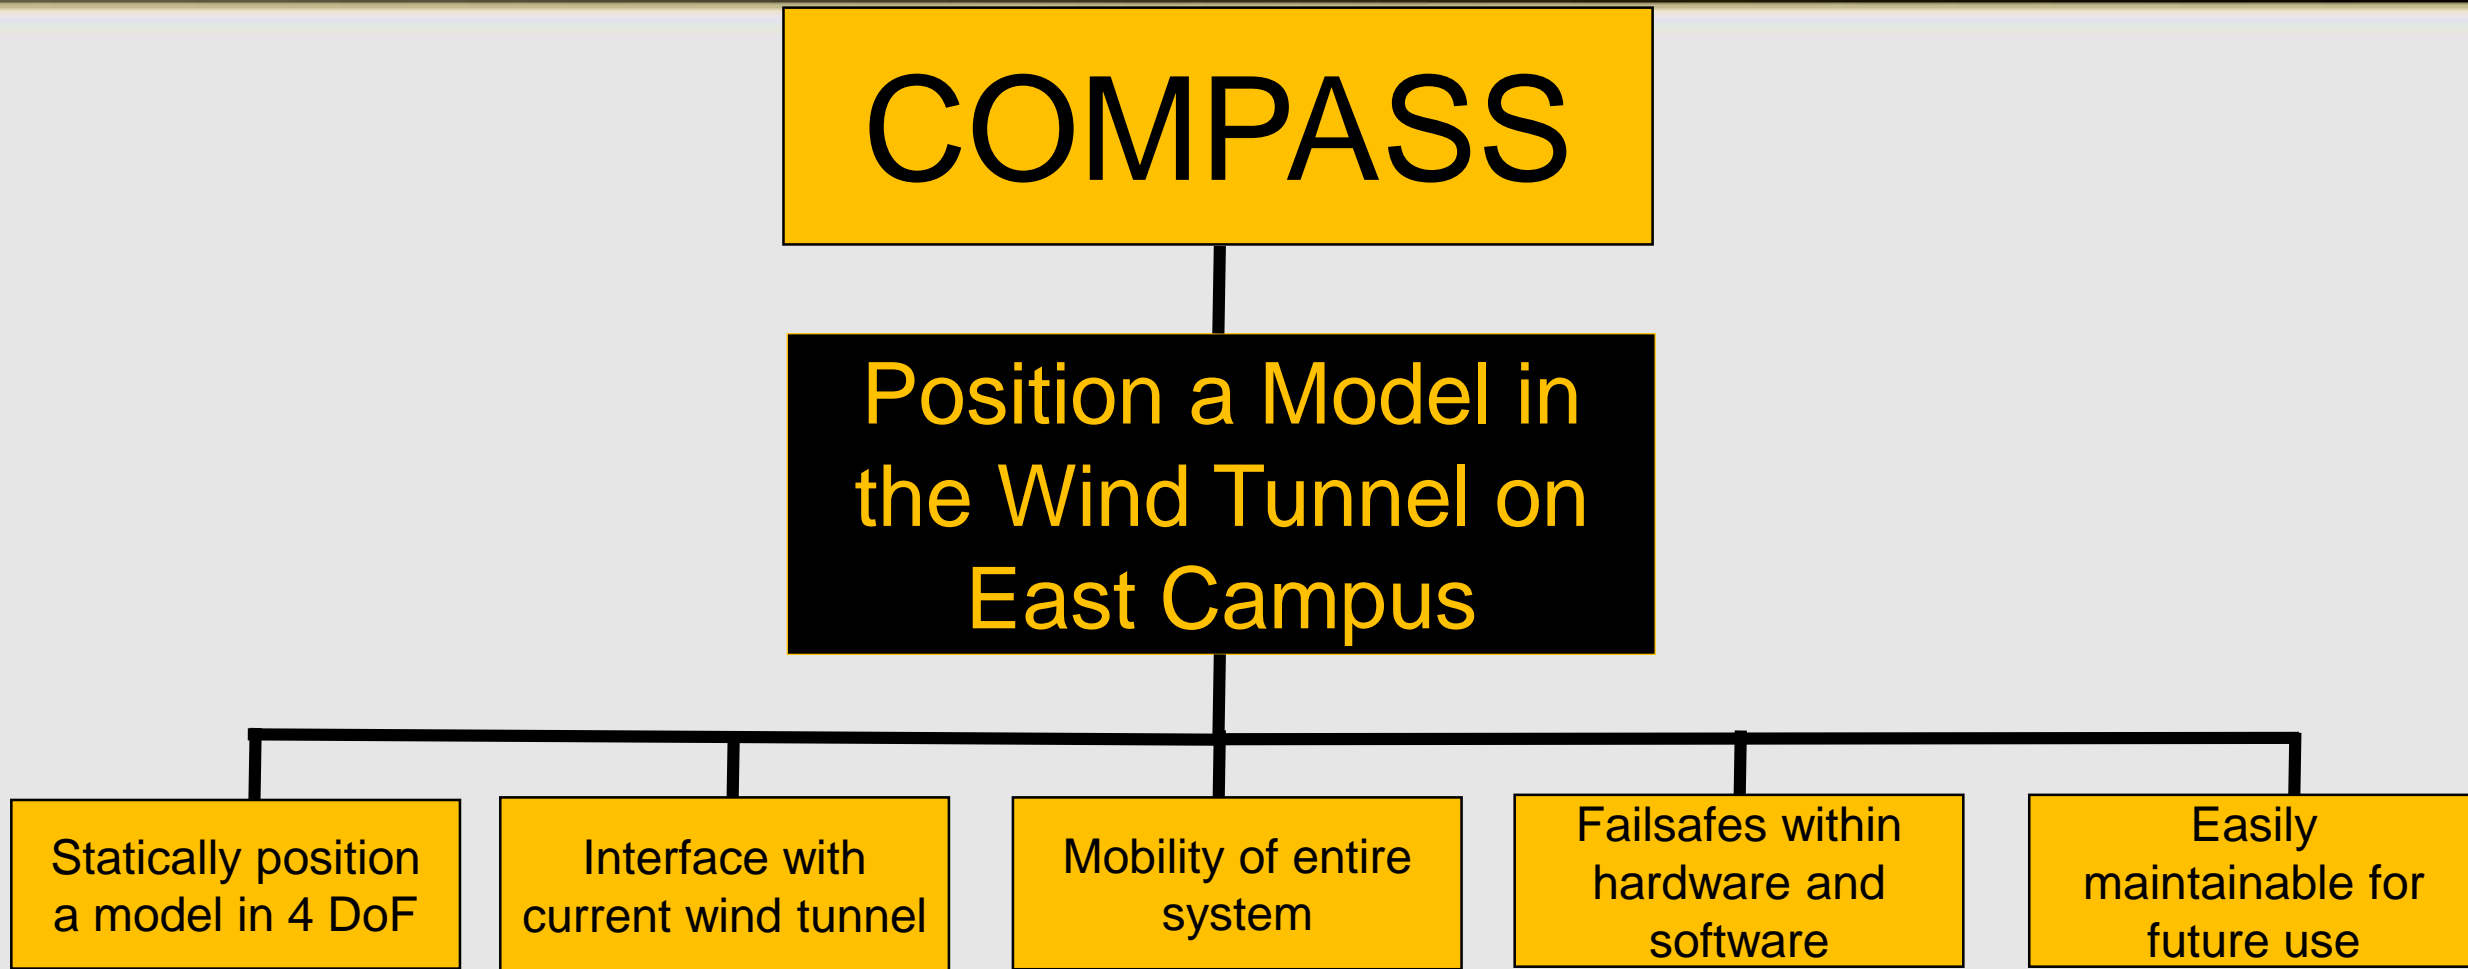 COMPASS
Position a Model in
the Wind Tunnel on
East Campus
Statically position
a model in 4 DoF
Interface with
current wind tunnel
Mobility of entire
system
Failsafes within
hardware and
software
Easily
maintainable for
future use